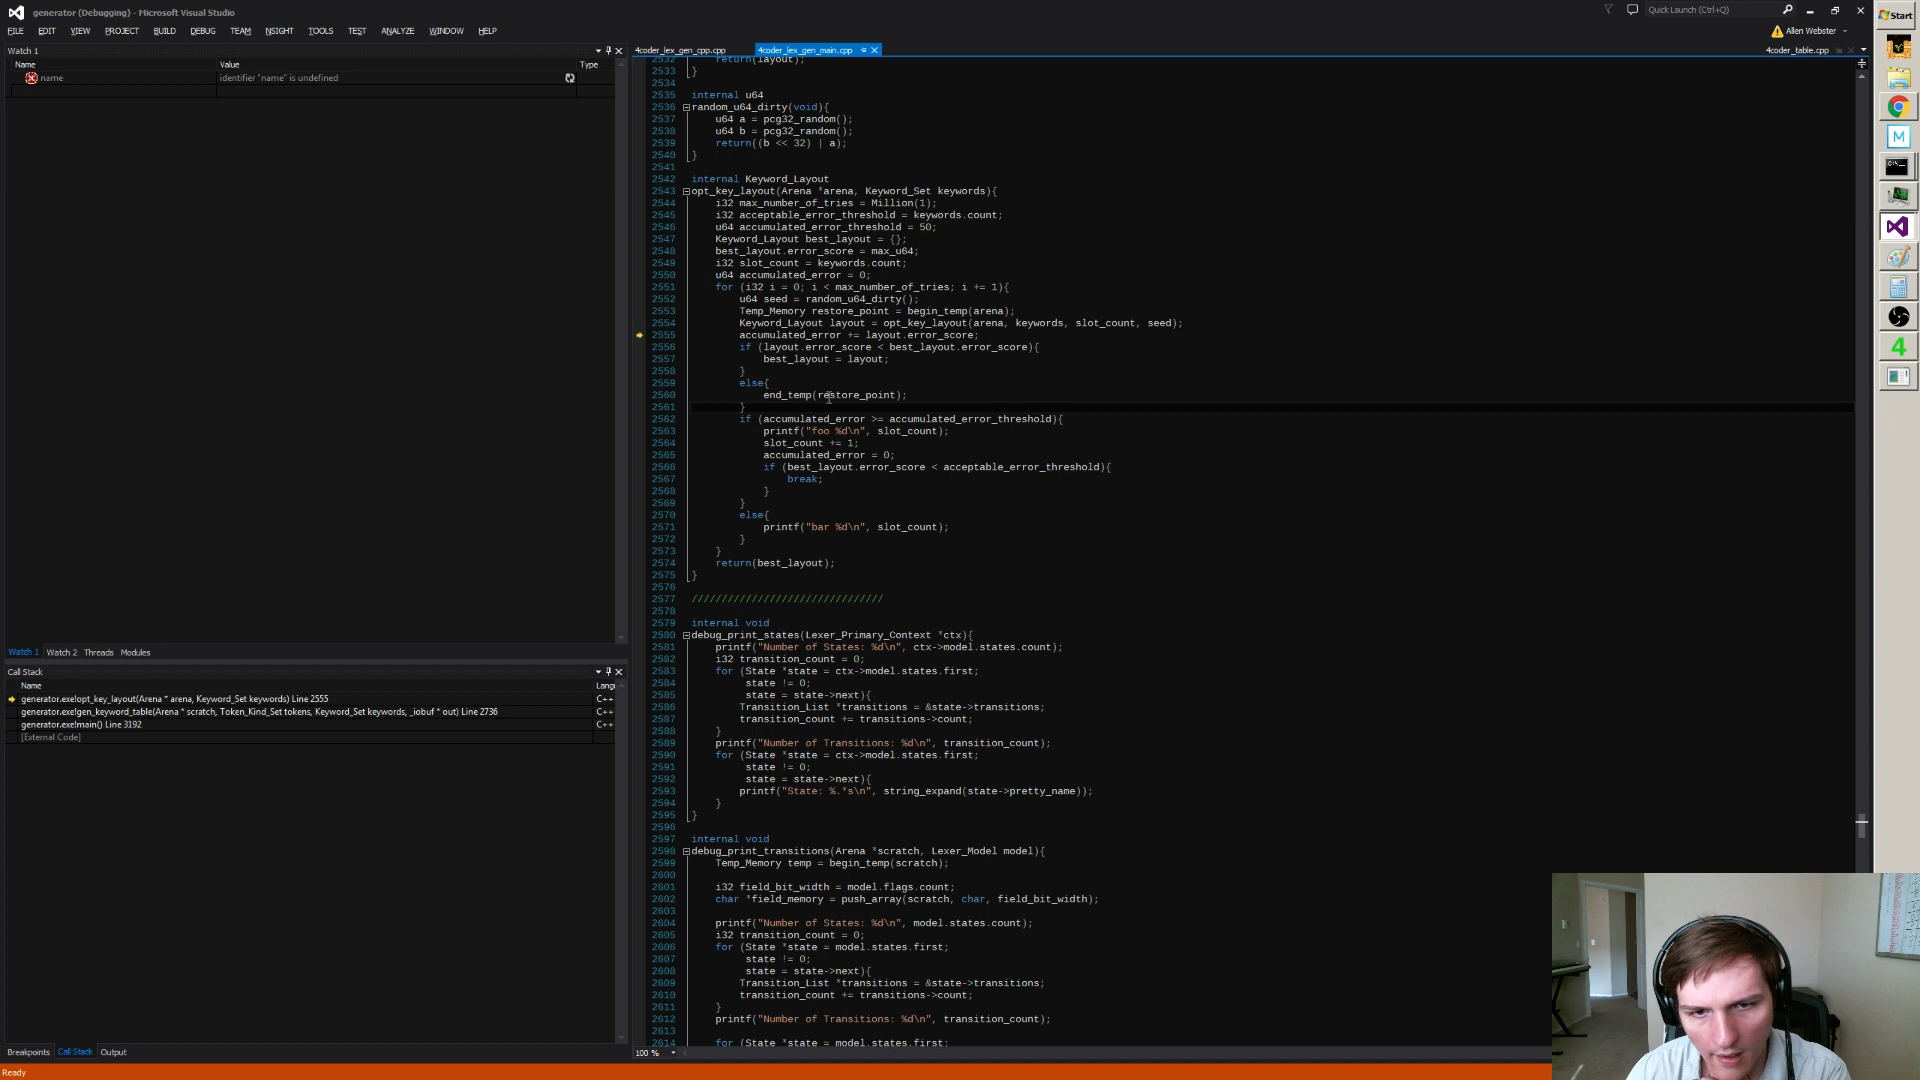 generator (Debugging) - Microsoft Visual Studio
Quick Launch (Ctrl+Q)
Start
FILE EDIT VIEW PROJECT BUILD DEBUG TEAM NSIGHT TOOLS TEST ANALYZE WINDOW HELP
Allen Webster
Watch 1
4coder_lex_gen_cpp.cpp 4coder_lex_gen_main.cpp 4coder_table.cpp
Name Value Type
name identifier "name" is undefined
2532 return(layout);
2533 }
2534
2535 internal u64
2536 random_u64_dirty(void){
2537 u64 a = pcg32_random();
2538 u64 b = pcg32_random();
2539 return((b << 32) | a);
2540 }
2541
2542 internal Keyword_Layout
2543 opt_key_layout(Arena *arena, Keyword_Set keywords){
2544 i32 max_number_of_tries = Million(1);
2545 i32 acceptable_error_threshold = keywords.count;
2546 u64 accumulated_error_threshold = 50;
2547 Keyword_Layout best_layout = {};
2548 best_layout.error_score = max_u64;
2549 i32 slot_count = keywords.count;
2550 u64 accumulated_error = 0;
2551 for (i32 i = 0; i < max_number_of_tries; i += 1){
2552 u64 seed = random_u64_dirty();
2553 Temp_Memory restore_point = begin_temp(arena);
2554 Keyword_Layout layout = opt_key_layout(arena, keywords, slot_count, seed);
2555 accumulated_error += layout.error_score;
2556 if (layout.error_score < best_layout.error_score){
2557 best_layout = layout;
2558 }
2559 else{
2560 end_temp(restore_point);
2561 }
2562 if (accumulated_error >= accumulated_error_threshold){
2563 printf("foo %d\n", slot_count);
2564 slot_count += 1;
2565 accumulated_error = 0;
2566 if (best_layout.error_score < acceptable_error_threshold){
2567 break;
2568 }
2569 }
2570 else{
2571 printf("bar %d\n", slot_count);
2572 }
2573 }
2574 return(best_layout);
2575 }
2576
2577 ////////////////////////////////
2578
2579 internal void
2580 debug_print_states(Lexer_Primary_Context *ctx){
2581 printf("Number of States: %d\n", ctx->model.states.count);
2582 i32 transition_count = 0;
2583 for (State *state = ctx->model.states.first;
2584 state != 0;
2585 state = state->next){
2586 Transition_List *transitions = &state->transitions;
2587 transition_count += transitions->count;
2588 }
2589 printf("Number of Transitions: %d\n", transition_count);
2590 for (State *state = ctx->model.states.first;
2591 state != 0;
2592 state = state->next){
2593 printf("State: %.*s\n", string_expand(state->pretty_name));
2594 }
2595 }
2596
2597 internal void
2598 debug_print_transitions(Arena *scratch, Lexer_Model model){
2599 Temp_Memory temp = begin_temp(scratch);
2600
2601 i32 field_bit_width = model.flags.count;
2602 char *field_memory = push_array(scratch, char, field_bit_width);
2603
2604 printf("Number of States: %d\n", model.states.count);
2605 i32 transition_count = 0;
2606 for (State *state = model.states.first;
2607 state != 0;
2608 state = state->next){
2609 Transition_List *transitions = &state->transitions;
2610 transition_count += transitions->count;
2611 }
2612 printf("Number of Transitions: %d\n", transition_count);
2613
2614 for (State *state = model.states.first;
100 %
Watch 1 Watch 2 Threads Modules
Call Stack
Name Lang
generator.exe!opt_key_layout(Arena * arena, Keyword_Set keywords) Line 2555 C++
generator.exe!gen_keyword_table(Arena * scratch, Token_Kind_Set tokens, Keyword_Set keywords, _iobuf * out) Line 2736 C++
generator.exe!main() Line 3192 C++
[External Code]
Breakpoints Call Stack Output
Ready
M
4